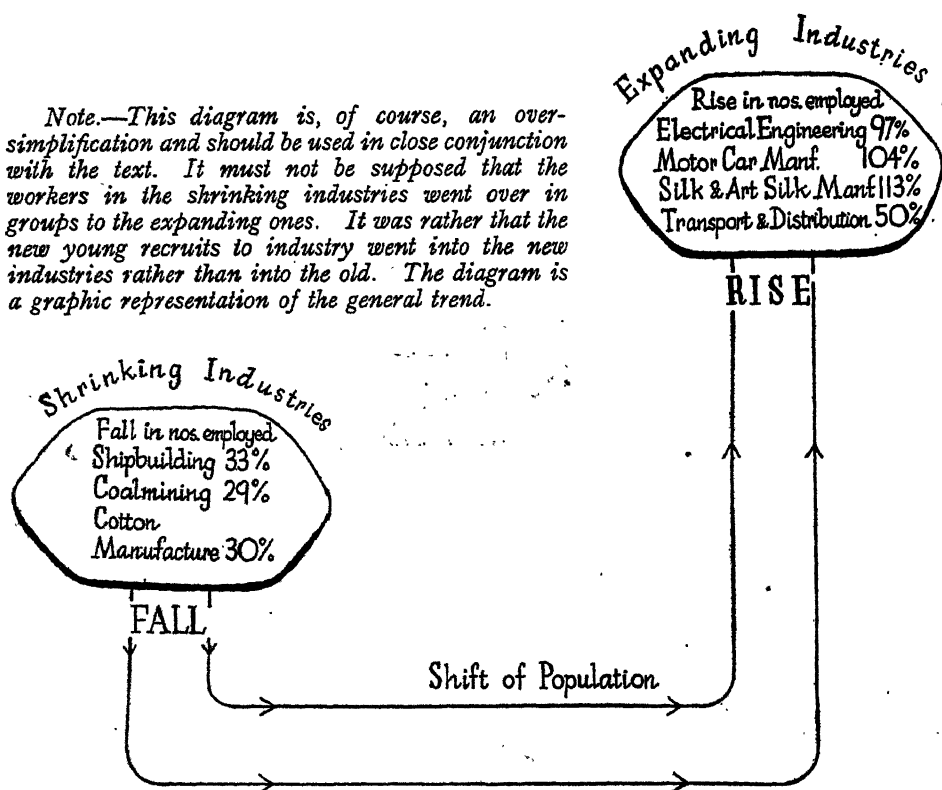 Expanding Industries
Rise in nos. employed
Electrical Engineering 97%
Motor Car Manf. 104%
Silk & Art Silk Manf 113%
Transport & Distribution 50%
RISE
Note.—This diagram is, of course, an over-
simplification and should be used in close conjunction
with the text. It must not be supposed that the
workers in the shrinking industries went over in
groups to the expanding ones. It was rather that the
new young recruits to industry went into the new
industries rather than into the old. The diagram is
a graphic representation of the general trend.
Shrinking Industries
Fall in nos. employed
Shipbuilding 33%
Coalmining 29%
Cotton
Manufacture 30%
FALL
Shift of Population